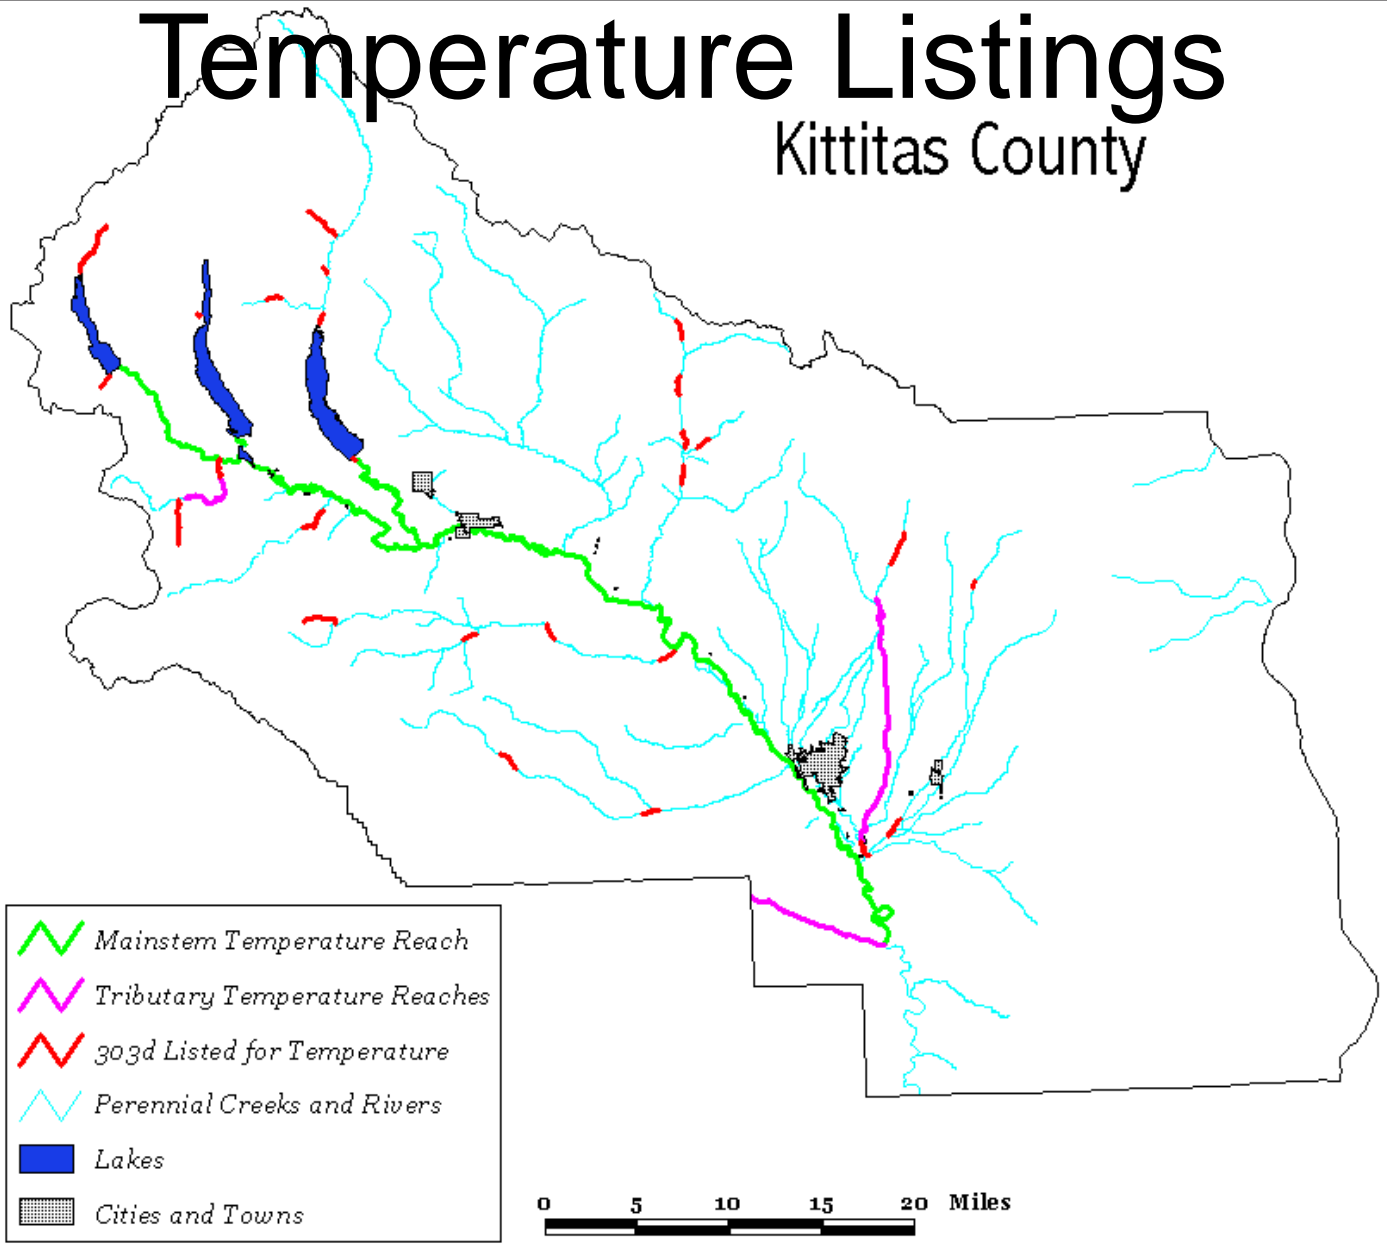 Temperature Listings
Kittitas County
Mainstem Temperature Reach
Tributary Temperature Reaches
303d Listed for Temperature
Perennial Creeks and Rivers
Lakes
Cities and Towns
0 5 10 15 20 Miles